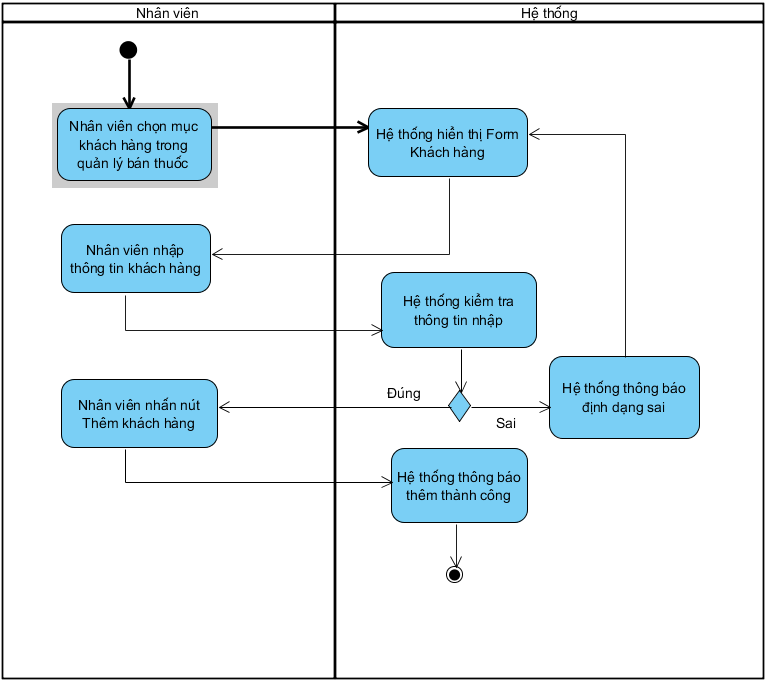 Nhân viên
Hệ thống
Nhân viên chọn mục
khách hàng trong
quản lý bán thuốc
Hệ thống hiển thị Form
Khách hàng
Nhân viên nhập
thông tin khách hàng
Hệ thống kiểm tra
thông tin nhập
Đúng
Sai
Hệ thống thông báo
định dạng sai
Nhân viên nhấn nút
Thêm khách hàng
Hệ thống thông báo
thêm thành công